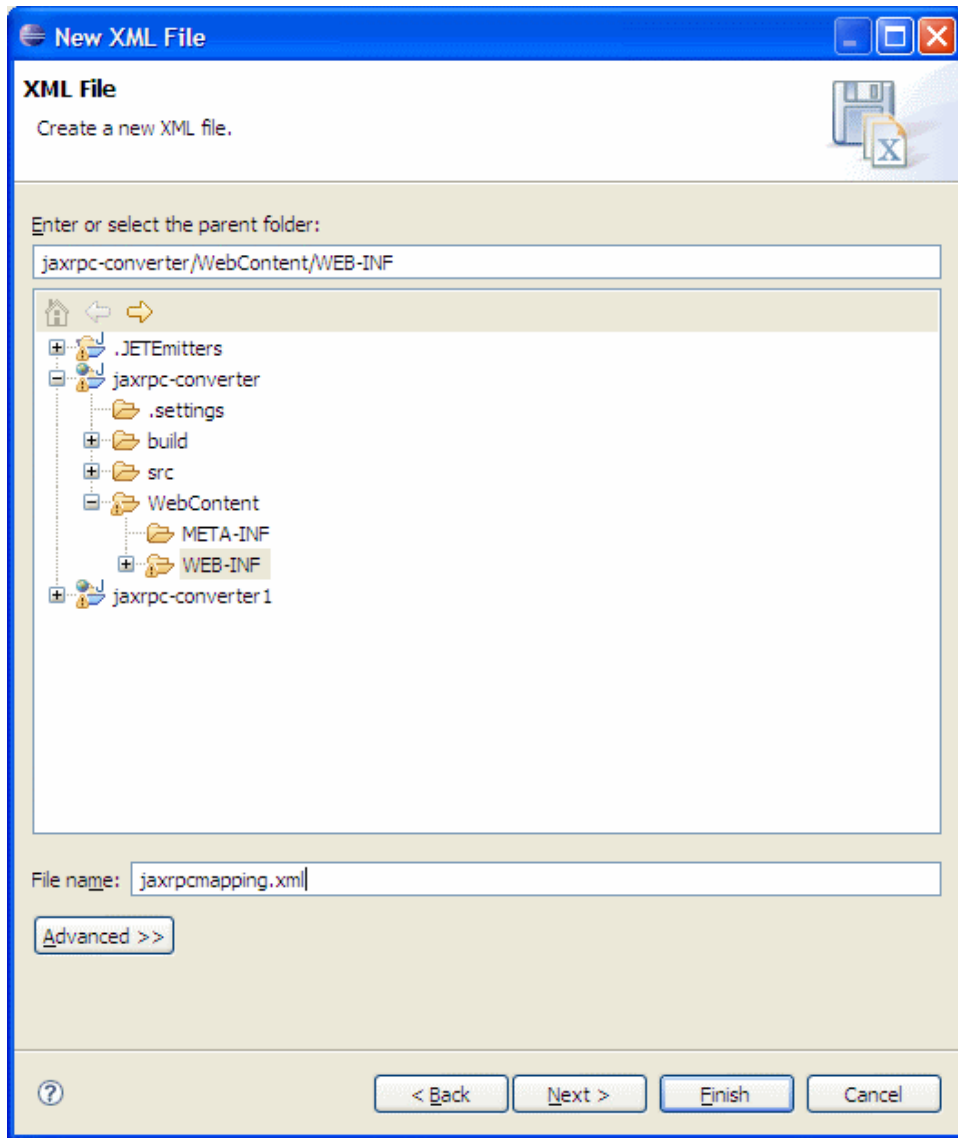 New XML File
XML File
Create a new XML file.
X
Enter or select the parent folder:
jaxrpc-converter/WebContent/WEB-INF
.JETEmitters
jaxrpc-converter
.settings
build
src
WebContent
META-INF
WEB-INF
jaxrpc-converter1
File name: jaxrpcmapping.xml
Advanced >>
? < Back Next > Finish Cancel